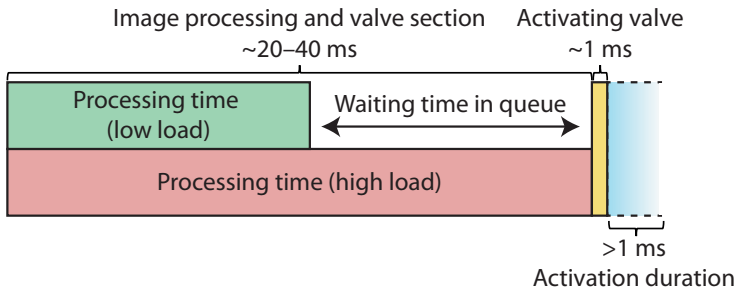 Image processing and valve section
~20–40 ms
Activating valve
~1 ms
Processing time
(low load)
Waiting time in queue
Processing time (high load)
>1 ms
Activation duration